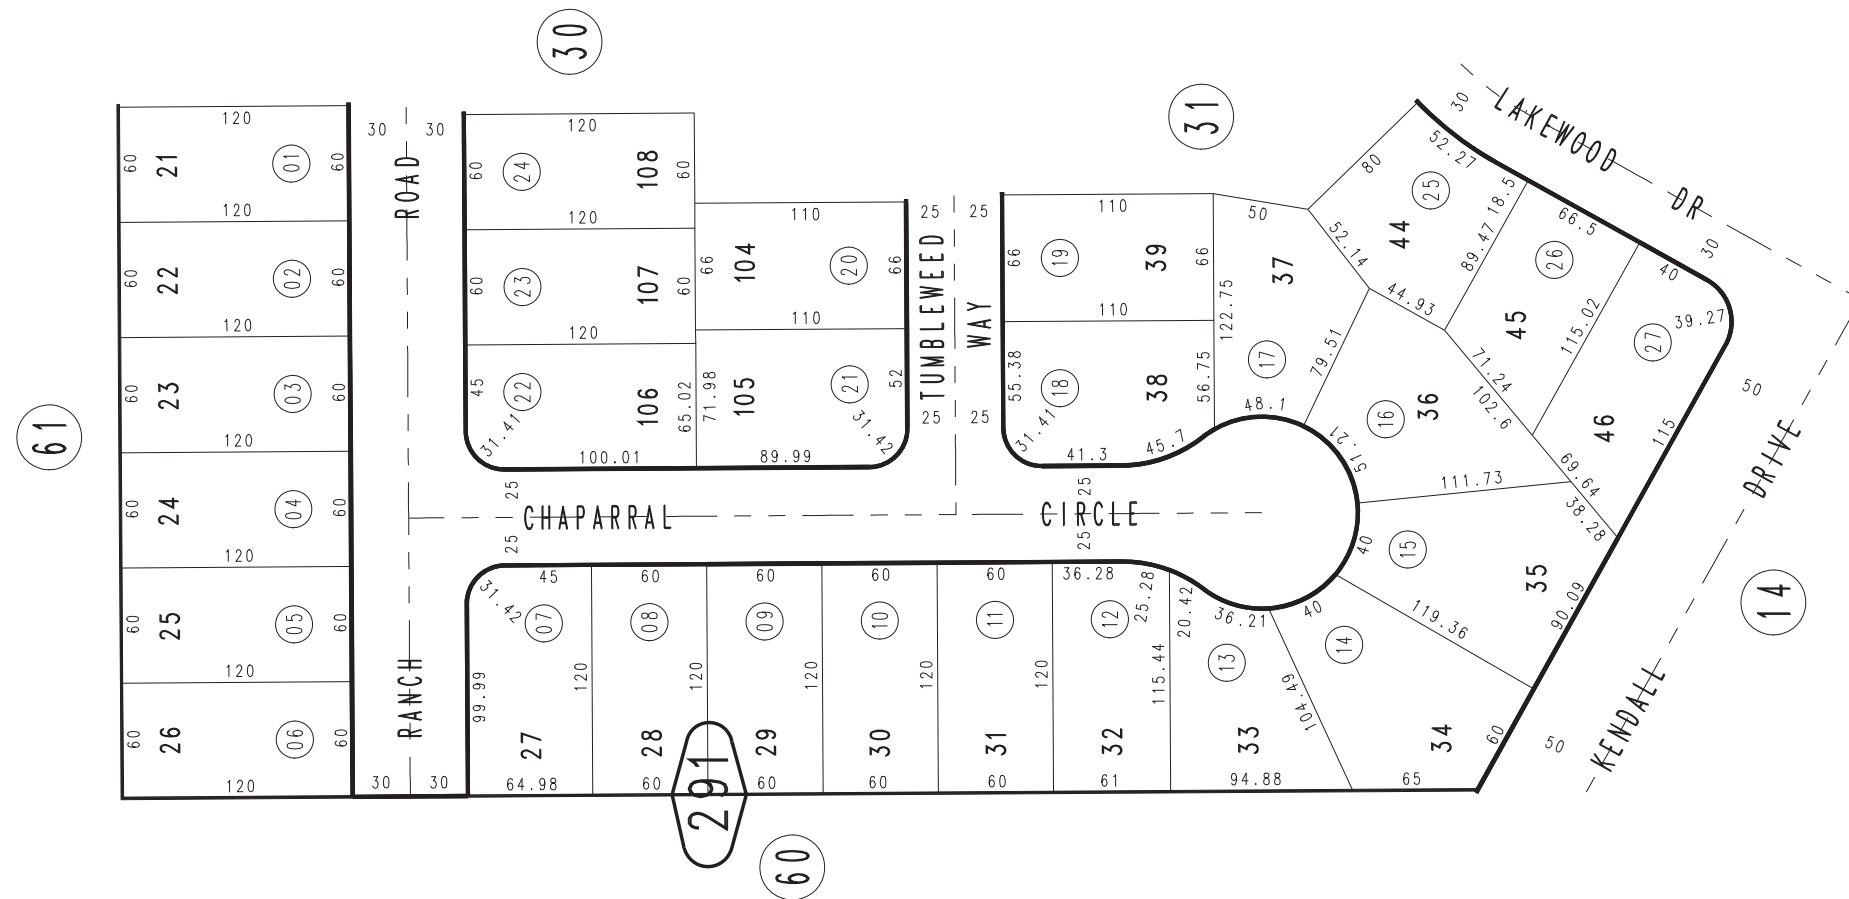 30
31
61
14
60
291
LAKEWOOD DR
KENDALL DRIVE
RANCH ROAD
TUMBLEWEED WAY
CHAPARRAL CIRCLE
120
60 21 01 60
120
60 22 02 60
120
60 23 03 60
120
60 24 04 60
120
60 25 05 60
120
60 26 06 60
120
30 30
30 30
120
60 24 108 60
120
60 23 107 60
120
45 22 106 65.02
31.41 100.01
110
66 104 20 66
110
71.98 105 21 52
89.99 31.42
25 25
25 25
110
66 19 39 66
110
55.38 18 38 56.75
31.41 41.3 45.7
50
37
122.75
17
48.1
80
52.27
25
44
52.14
89.47 18.5
44.93
66.5
26
45
115.02
71.24
102.6
30
30
40
39.27
27
46
115
50
79.51
16 36
51.21
69.64
111.73
38.28
40 15 35
90.09
119.36
40 14 34
60
65
50
25
25
25
25
31.42 45 60 60 60 60 36.28 25.28
99.99 07 27 120
64.98
08 28 120
60
09 29 120
60
10 30 120
60
11 31 120
60
12 32 115.44
61
20.42 36.21
13 33 104.49
94.88